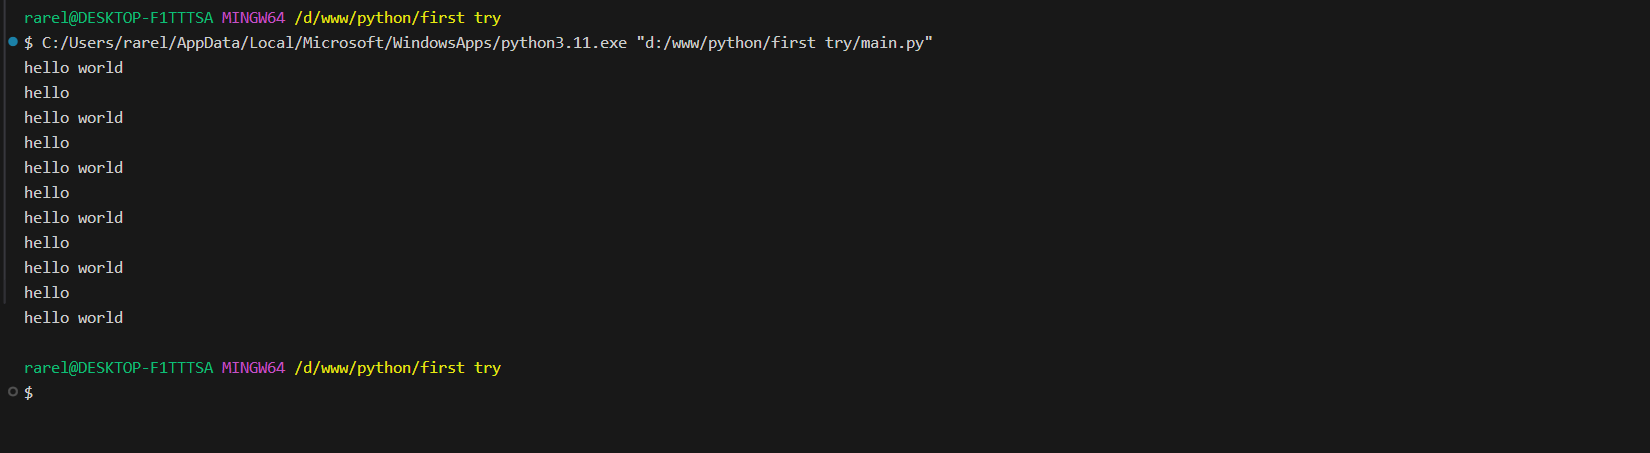 rarel@DESKTOP-F1TTTSA MINGW64 /d/www/python/first try
$ C:/Users/rarel/AppData/Local/Microsoft/WindowsApps/python3.11.exe "d:/www/python/first try/main.py"
hello world
hello
hello world
hello
hello world
hello
hello world
hello
hello world
hello
hello world
rarel@DESKTOP-F1TTTSA MINGW64 /d/www/python/first try
$